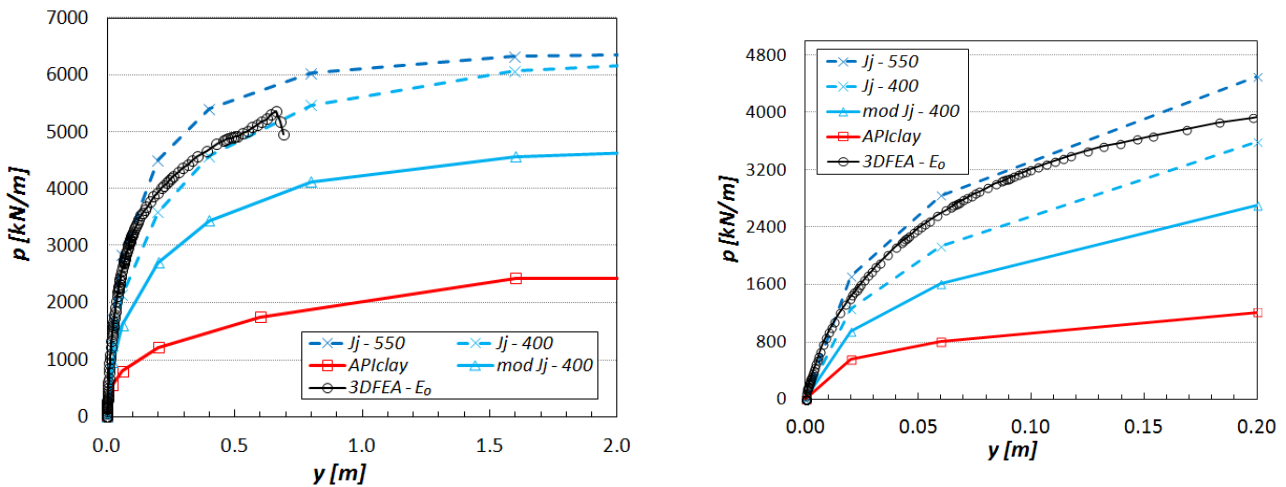 7000
6000
5000
4000
3000
2000
1000
0
p [kN/m]
0.0 0.5 1.0 1.5 2.0
y [m]
Jj - 550 Jj - 400
APIclay mod Jj - 400
3DFEA - E₀
4800
4000
3200
2400
1600
800
0
p [kN/m]
0.00 0.05 0.10 0.15 0.20
y [m]
Jj - 550
Jj - 400
mod Jj - 400
APIclay
3DFEA - E₀